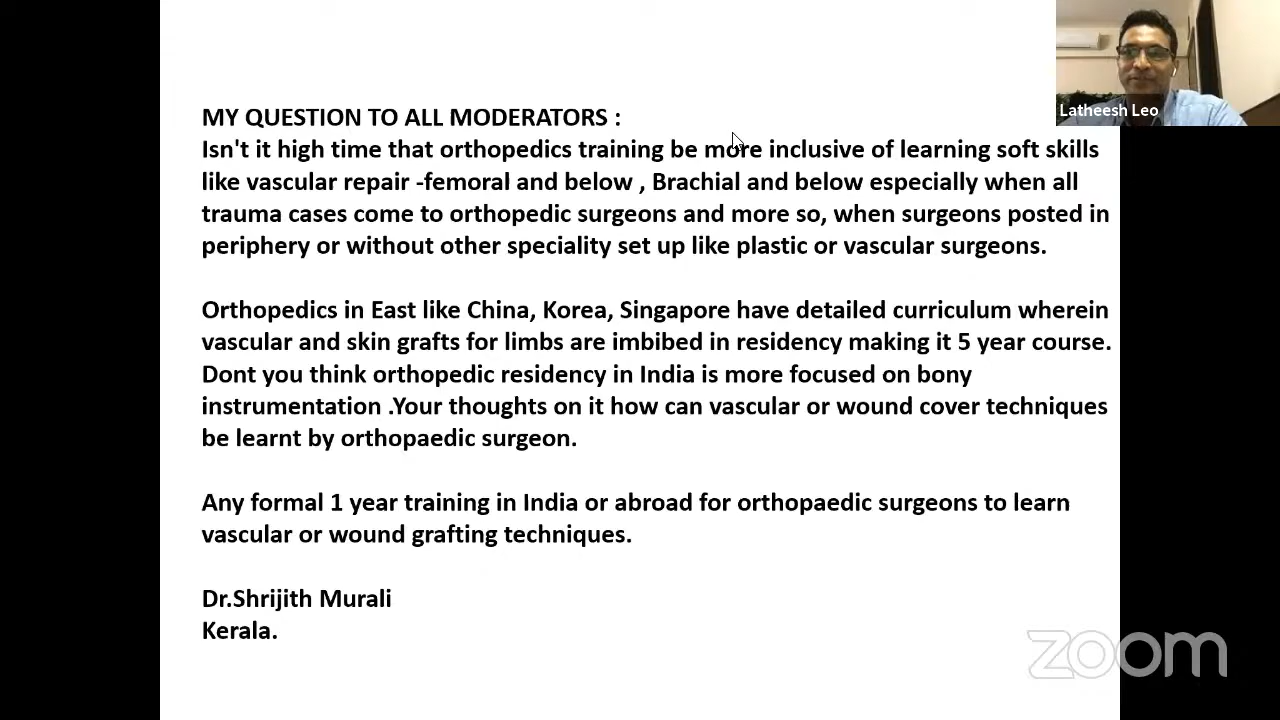 Latheesh Leo
MY QUESTION TO ALL MODERATORS :
Isn't it high time that orthopedics training be more inclusive of learning soft skills
like vascular repair -femoral and below , Brachial and below especially when all
trauma cases come to orthopedic surgeons and more so, when surgeons posted in
periphery or without other speciality set up like plastic or vascular surgeons.
Orthopedics in East like China, Korea, Singapore have detailed curriculum wherein
vascular and skin grafts for limbs are imbibed in residency making it 5 year course.
Dont you think orthopedic residency in India is more focused on bony
instrumentation .Your thoughts on it how can vascular or wound cover techniques
be learnt by orthopaedic surgeon.
Any formal 1 year training in India or abroad for orthopaedic surgeons to learn
vascular or wound grafting techniques.
Dr.Shrijith Murali
Kerala.
zoom